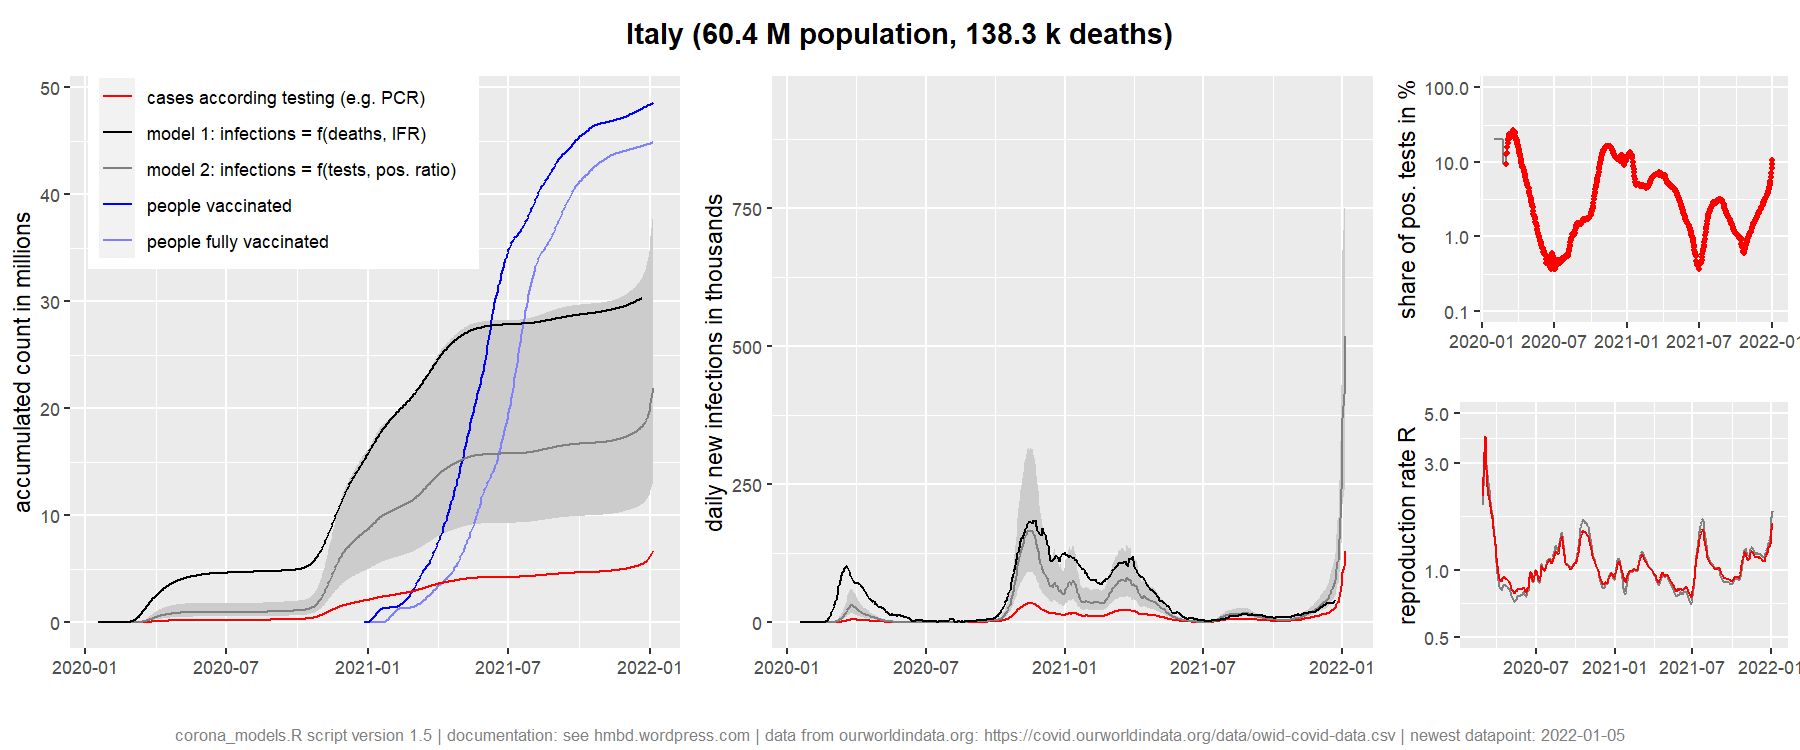 Italy (60.4 M population, 138.3 k deaths)
accumulated count in millions
50
40
30
20
10
0
cases according testing (e.g. PCR)
model 1: infections = f(deaths, IFR)
model 2: infections = f(tests, pos. ratio)
people vaccinated
people fully vaccinated
2020-01 2020-07 2021-01 2021-07 2022-01
daily new infections in thousands
750
500
250
0
2020-01 2020-07 2021-01 2021-07 2022-01
share of pos. tests in %
100.0
10.0
1.0
0.1
2020-01 2020-07 2021-01 2021-07 2022-01
reproduction rate R
5.0
3.0
1.0
0.5
2020-07 2021-01 2021-07 2022-01
corona_models.R script version 1.5 | documentation: see hmbd.wordpress.com | data from ourworldindata.org: https://covid.ourworldindata.org/data/owid-covid-data.csv | newest datapoint: 2022-01-05